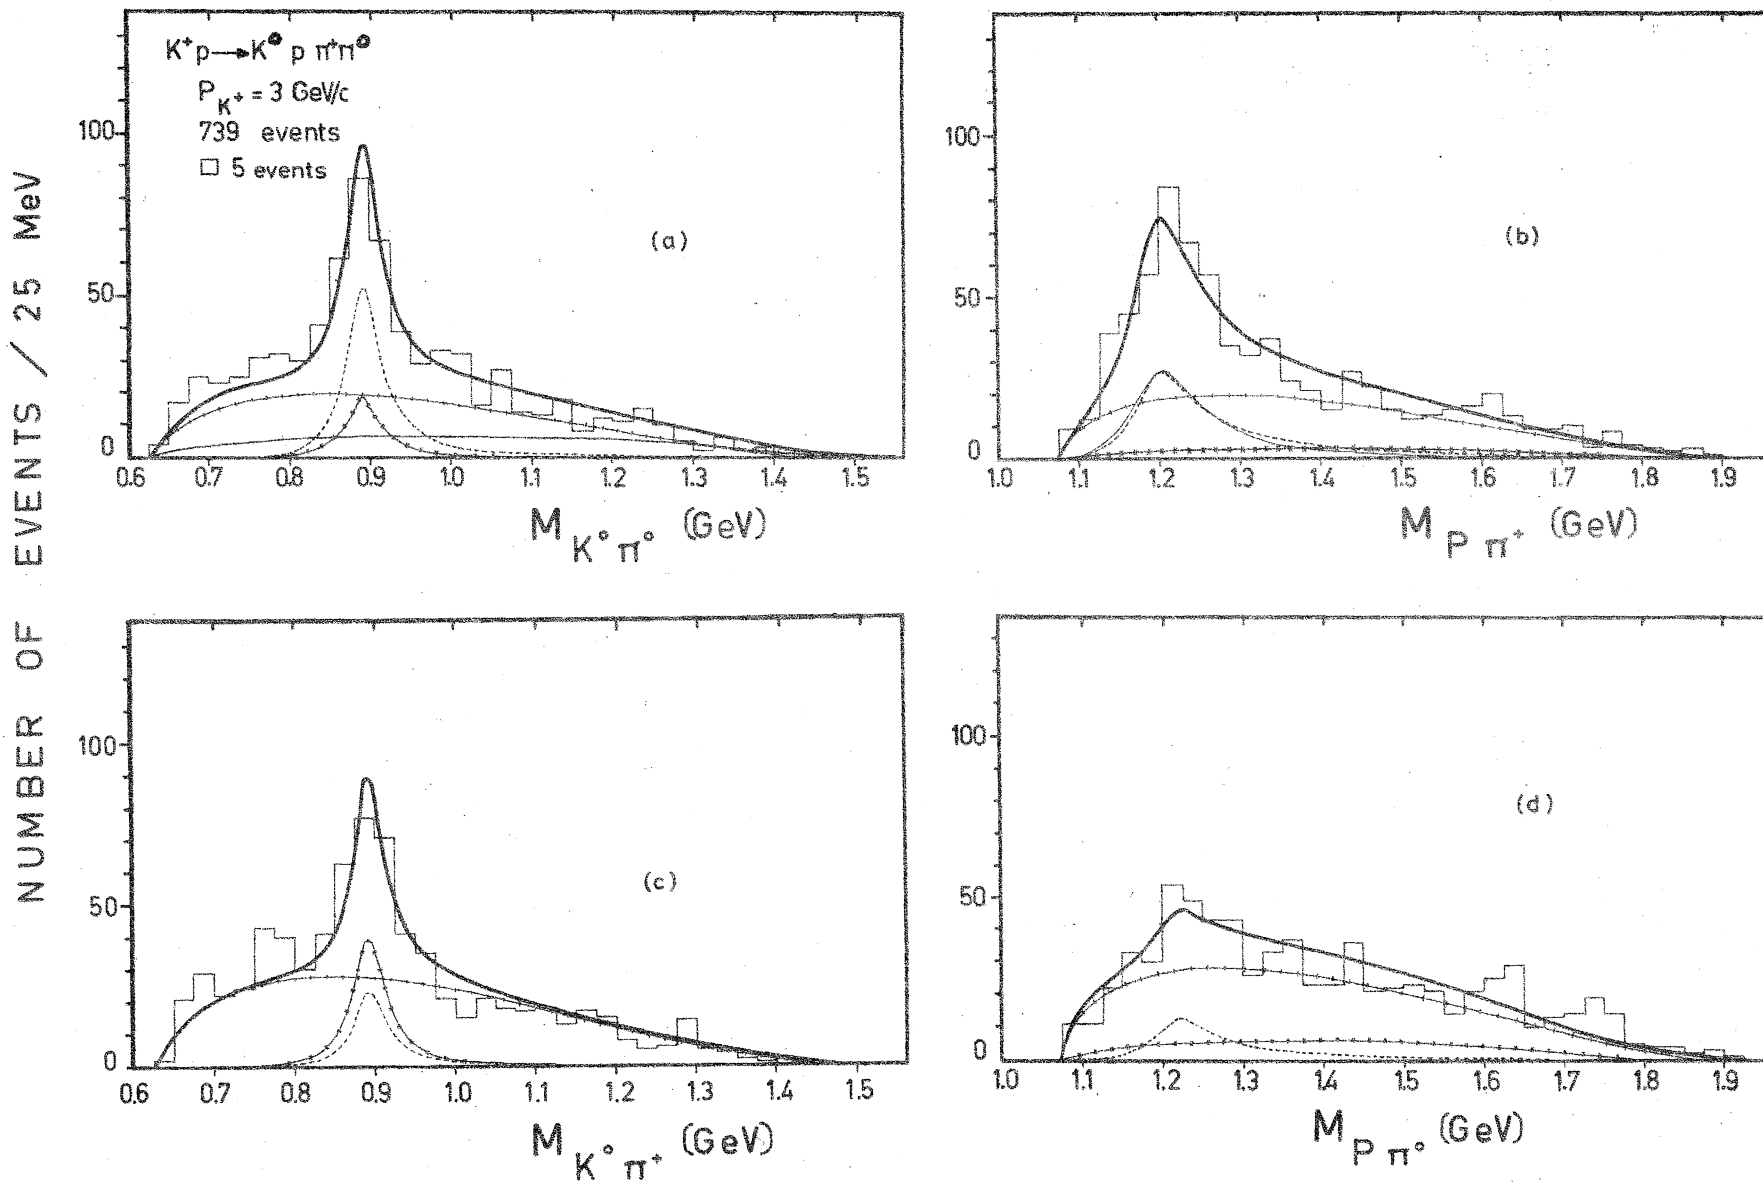 K⁺p→K⁰ p π⁺π⁰
P_K⁺ = 3 GeV/c
739 events
□ 5 events
NUMBER OF EVENTS / 25 MeV
(a)
100
50
0
0.6 0.7 0.8 0.9 1.0 1.1 1.2 1.3 1.4 1.5
M K° π° (GeV)
(b)
100
50
0
1.0 1.1 1.2 1.3 1.4 1.5 1.6 1.7 1.8 1.9
M P π⁺ (GeV)
(c)
100
50
0
0.6 0.7 0.8 0.9 1.0 1.1 1.2 1.3 1.4 1.5
M K° π⁺ (GeV)
(d)
100
50
0
1.0 1.1 1.2 1.3 1.4 1.5 1.6 1.7 1.8 1.9
M P π° (GeV)